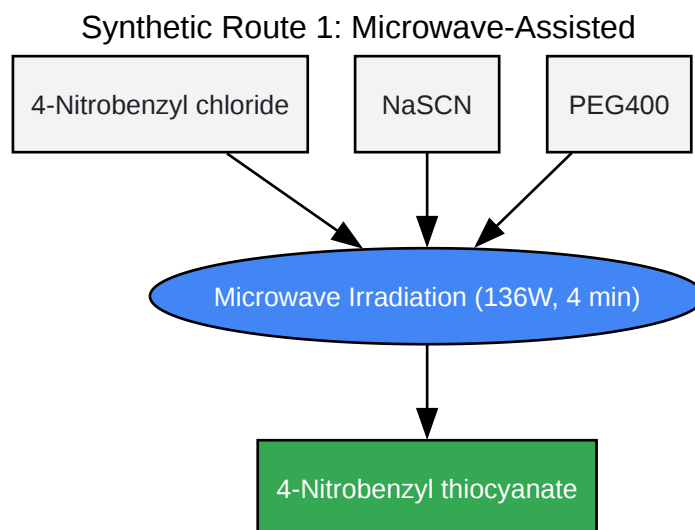 Synthetic Route 1: Microwave-Assisted
4-Nitrobenzyl chloride
NaSCN
PEG400
Microwave Irradiation (136W, 4 min)
4-Nitrobenzyl thiocyanate